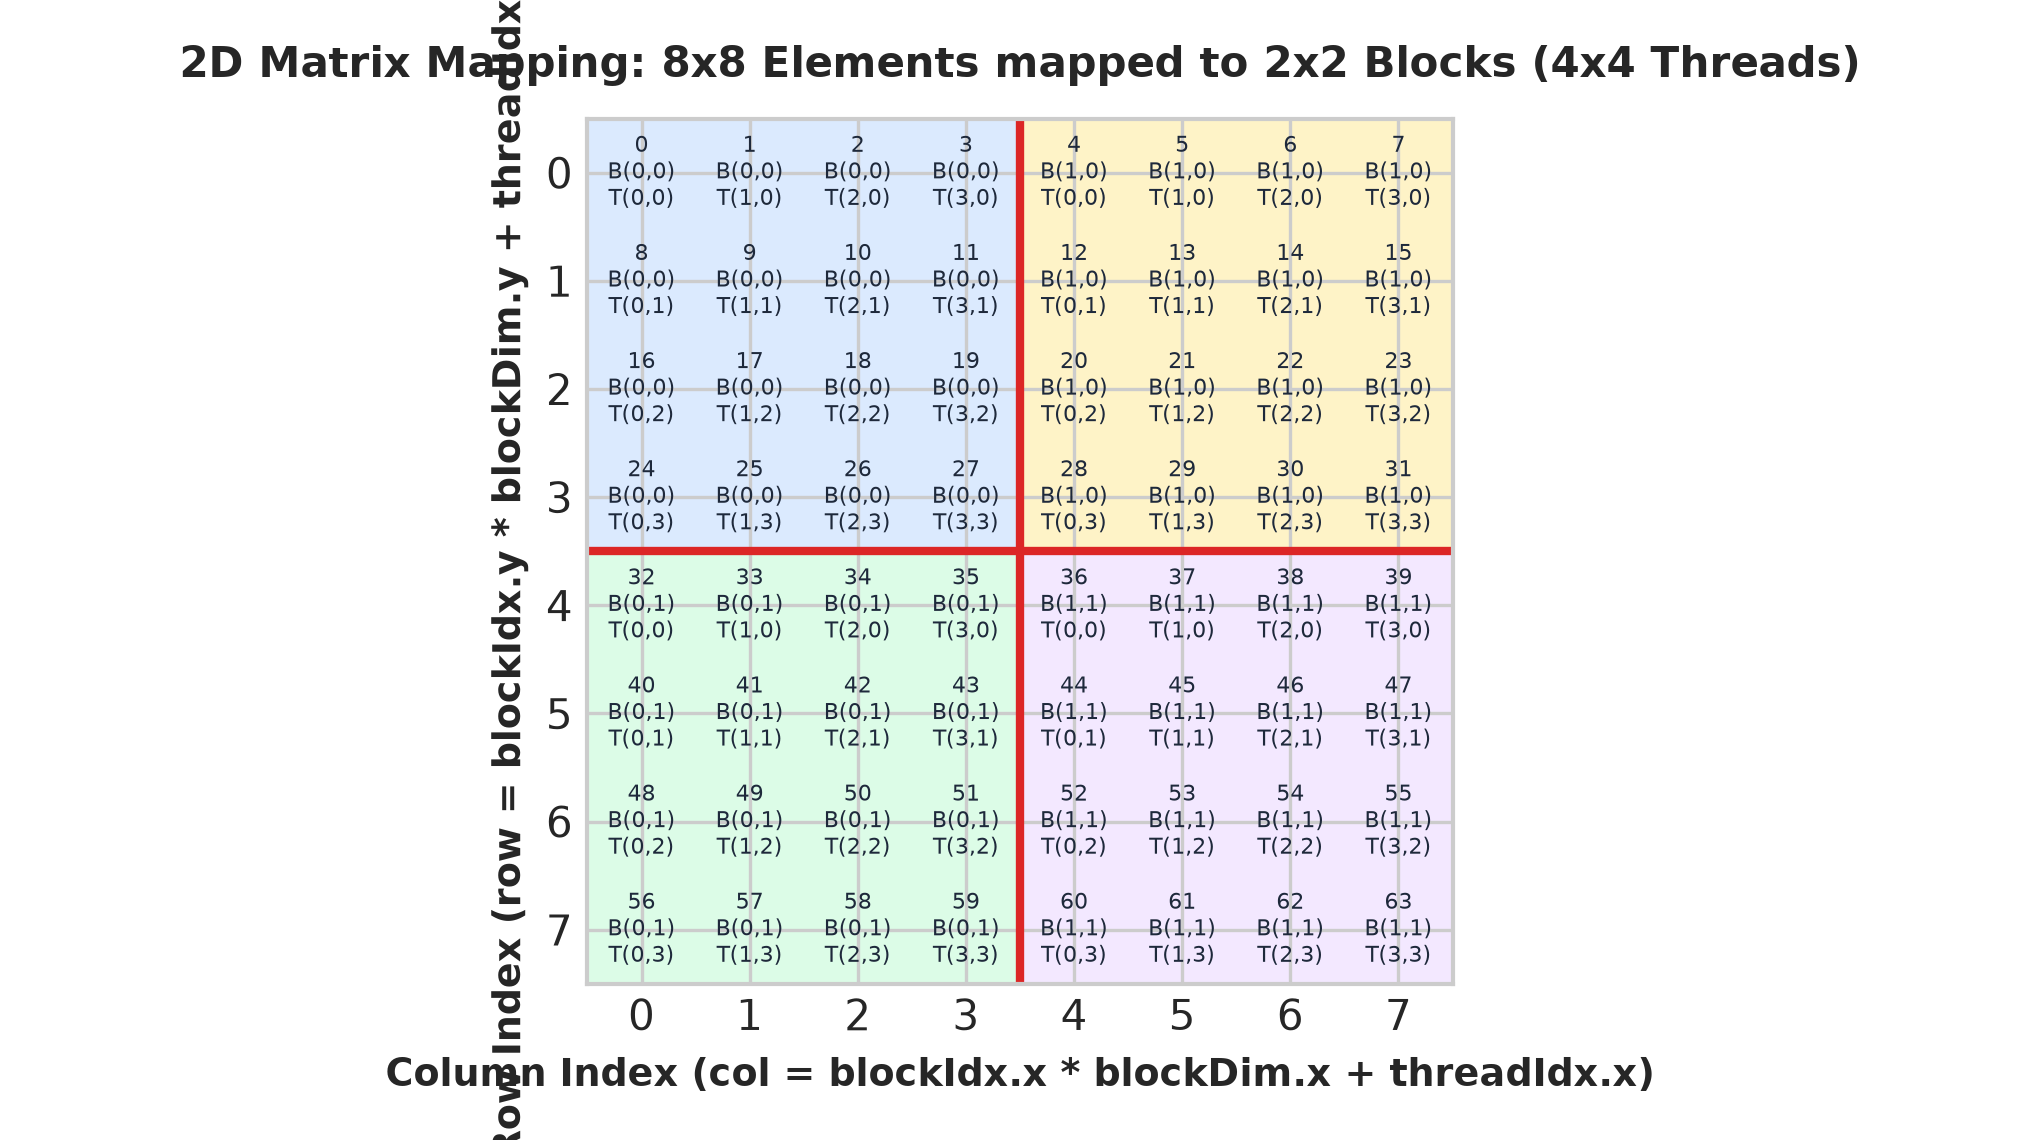 2D Matrix Mapping: 8x8 Elements mapped to 2x2 Blocks (4x4 Threads)
Row Index (row = blockIdx.y * blockDim.y + threadIdx
0 1 2 3 4 5 6 7
B(0,0) B(0,0) B(0,0) B(0,0) B(1,0) B(1,0) B(1,0) B(1,0)
0
T(0,0) T(1,0) T(2,0) T(3,0) T(0,0) T(1,0) T(2,0) T(3,0)
8 9 10 11 12 13 14 15
B(0,0) B(0,0) B(0,0) B(0,0) B(1,0) B(1,0) B(1,0) B(1,0)
1
T(0,1) T(1,1) T(2,1) T(3,1) T(0,1) T(1,1) T(2,1) T(3,1)
16 17 18 19 20 21 22 23
B(0,0) B(0,0) B(0,0) B(0,0) B(1,0) B(1,0) B(1,0) B(1,0)
2
T(0,2) T(1,2) T(2,2) T(3,2) T(0,2) T(1,2) T(2,2) T(3,2)
24 25 26 27 28 29 30 31
B(0,0) B(0,0) B(0,0) B(0,0) B(1,0) B(1,0) B(1,0) B(1,0)
3
T(0,3) T(1,3) T(2,3) T(3,3) T(0,3) T(1,3) T(2,3) T(3,3)
32 33 34 35 36 37 38 39
B(0,1) B(0,1) B(0,1) B(0,1) B(1,1) B(1,1) B(1,1) B(1,1)
4
T(0,0) T(1,0) T(2,0) T(3,0) T(0,0) T(1,0) T(2,0) T(3,0)
40 41 42 43 44 45 46 47
B(0,1) B(0,1) B(0,1) B(0,1) B(1,1) B(1,1) B(1,1) B(1,1)
5
T(0,1) T(1,1) T(2,1) T(3,1) T(0,1) T(1,1) T(2,1) T(3,1)
48 49 50 51 52 53 54 55
B(0,1) B(0,1) B(0,1) B(0,1) B(1,1) B(1,1) B(1,1) B(1,1)
6
T(0,2) T(1,2) T(2,2) T(3,2) T(0,2) T(1,2) T(2,2) T(3,2)
56 57 58 59 60 61 62 63
B(0,1) B(0,1) B(0,1) B(0,1) B(1,1) B(1,1) B(1,1) B(1,1)
7
T(0,3) T(1,3) T(2,3) T(3,3) T(0,3) T(1,3) T(2,3) T(3,3)
0 1 2 3 4 5 6 7
Column Index (col = blockIdx.x * blockDim.x + threadIdx.x)